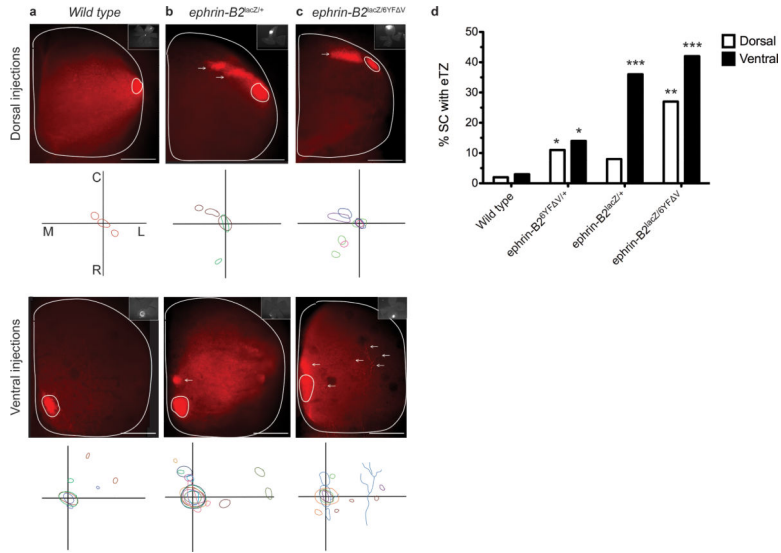 a Wild type
b ephrin-B2lacZ/+
c ephrin-B2lacZ/6YFΔV
d
Dorsal injections
C
M L
R
Ventral injections
% SC with eTZ
50
40
30
20
10
0
* * *** ** ***
Dorsal
Ventral
Wild type
ephrin-B26YFΔV/+
ephrin-B2lacZ/+
ephrin-B2lacZ/6YFΔV